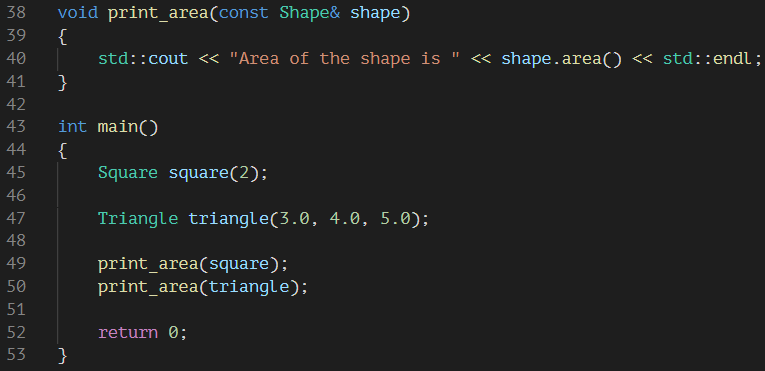 38 void print_area(const Shape& shape)
39 {
40     std::cout << "Area of the shape is " << shape.area() << std::endl;
41 }
42
43 int main()
44 {
45     Square square(2);
46
47     Triangle triangle(3.0, 4.0, 5.0);
48
49     print_area(square);
50     print_area(triangle);
51
52     return 0;
53 }